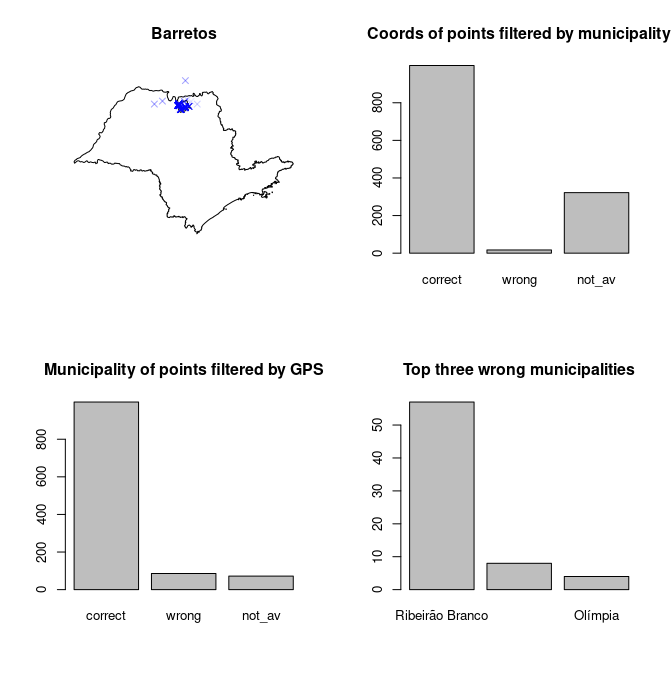 Barretos
Coords of points filtered by municipality
800
600
400
200
0
correct wrong not_av
Municipality of points filtered by GPS
800
600
400
200
0
correct wrong not_av
Top three wrong municipalities
50
40
30
20
10
0
Ribeirão Branco Olímpia